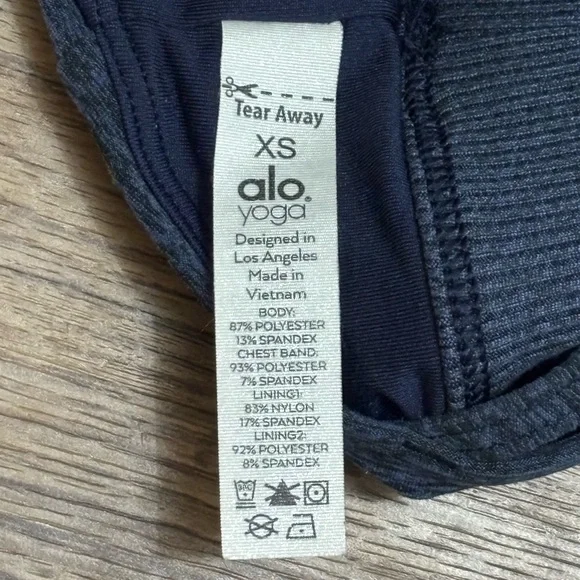 Tear Away
XS
alo
yoga
Designed in
Los Angeles
Made in
Vietnam
BODY:
87% POLYESTER
13% SPANDEX
CHEST BAND:
93% POLYESTER
7% SPANDEX
LINING1:
83% NYLON
17% SPANDEX
LINING2:
92% POLYESTER
8% SPANDEX